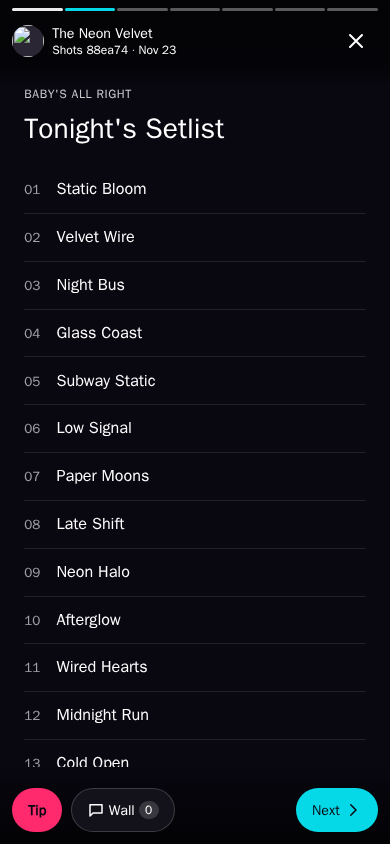 The Neon Velvet
Shots 88ea74 · Nov 23
BABY'S ALL RIGHT
Tonight's Setlist
01 Static Bloom
02 Velvet Wire
03 Night Bus
04 Glass Coast
05 Subway Static
06 Low Signal
07 Paper Moons
08 Late Shift
09 Neon Halo
10 Afterglow
11 Wired Hearts
12 Midnight Run
13 Cold Open
Tip Wall 0 Next